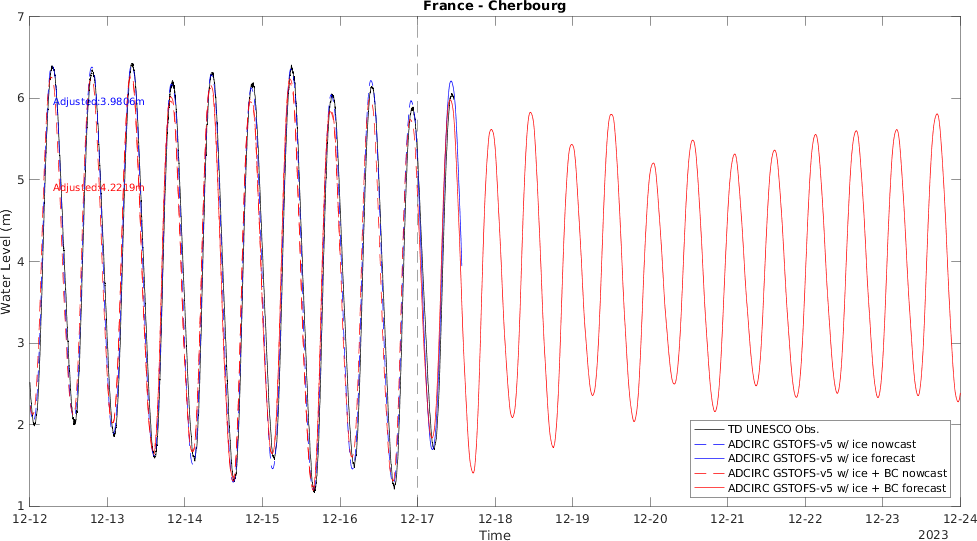 France - Cherbourg
7
6
Adjusted:3.9806m
5
Adjusted:4.2219m
4
Water Level (m)
3
2
1
TD UNESCO Obs.
ADCIRC GSTOFS-v5 w/ ice nowcast
ADCIRC GSTOFS-v5 w/ ice forecast
ADCIRC GSTOFS-v5 w/ ice + BC nowcast
ADCIRC GSTOFS-v5 w/ ice + BC forecast
12-12 12-13 12-14 12-15 12-16 12-17 12-18 12-19 12-20 12-21 12-22 12-23 12-24
Time
2023